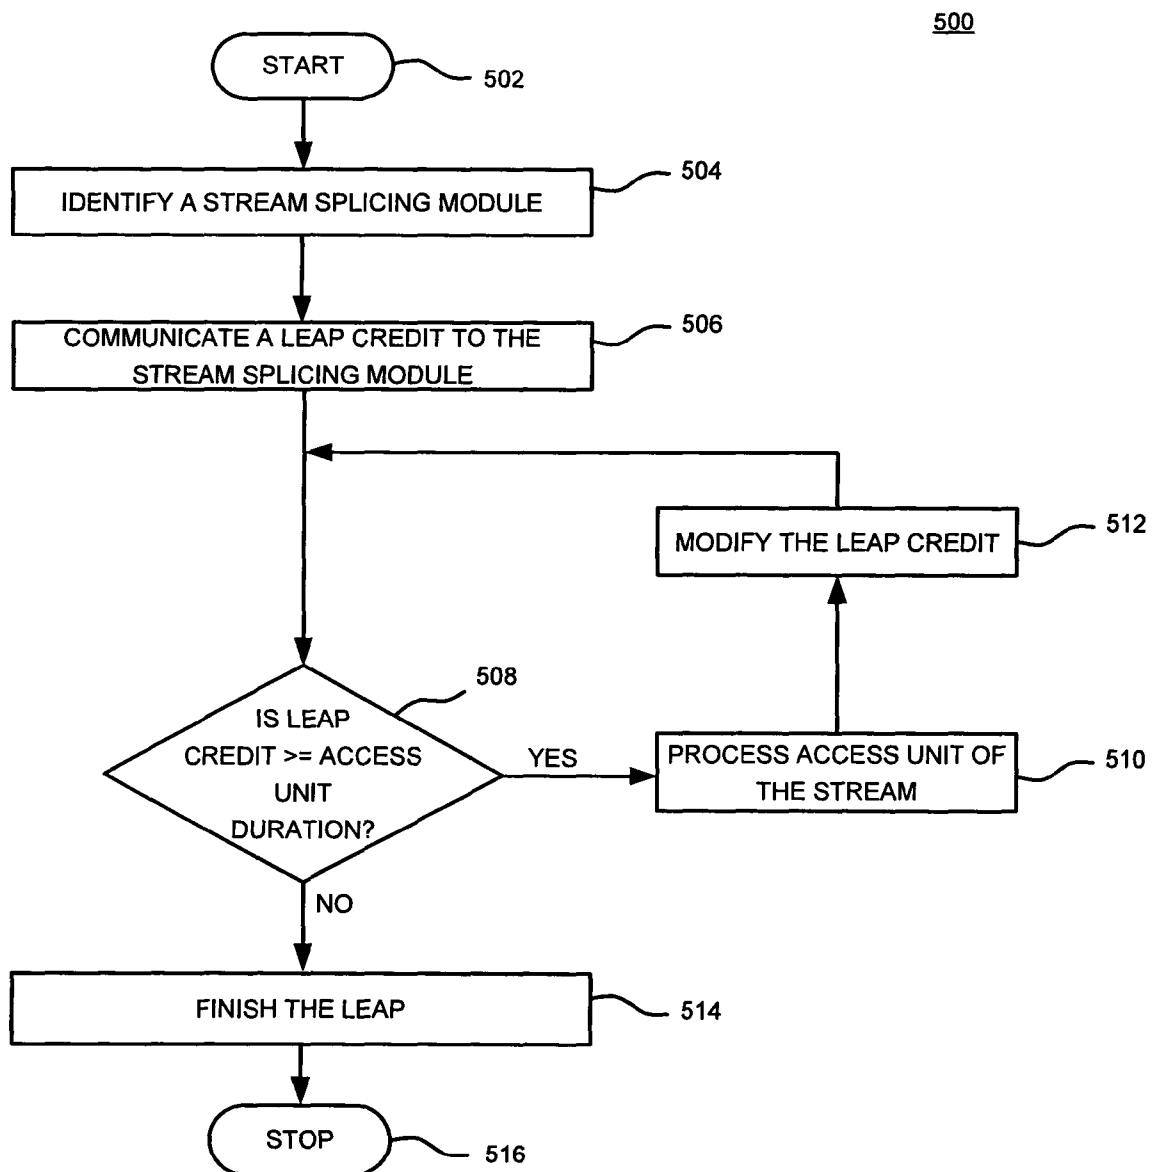 500
START
502
504
IDENTIFY A STREAM SPLICING MODULE
506
COMMUNICATE A LEAP CREDIT TO THE
STREAM SPLICING MODULE
512
MODIFY THE LEAP CREDIT
508
IS LEAP
CREDIT >= ACCESS
UNIT
DURATION?
YES
PROCESS ACCESS UNIT OF
THE STREAM
510
NO
FINISH THE LEAP
514
STOP
516